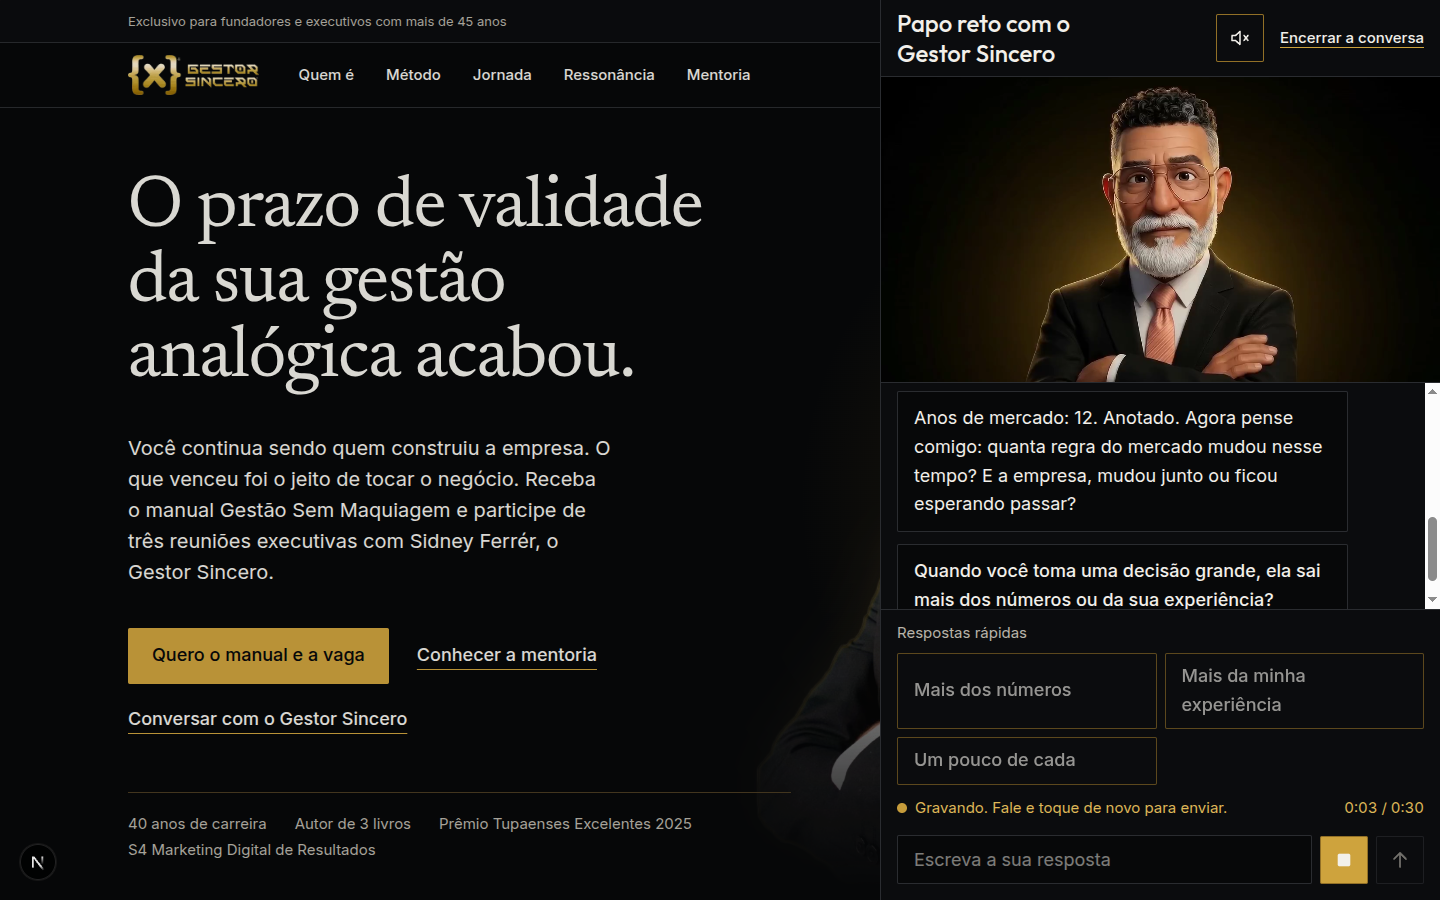 Exclusivo para fundadores e executivos com mais de 45 anos
{x} GESTOR
SINCERO
Quem é
Método
Jornada
Ressonância
Mentoria
O prazo de validade
da sua gestão
analógica acabou.
Você continua sendo quem construiu a empresa. O
que venceu foi o jeito de tocar o negócio. Receba
o manual Gestão Sem Maquiagem e participe de
três reuniões executivas com Sidney Ferrér, o
Gestor Sincero.
Quero o manual e a vaga
Conhecer a mentoria
Conversar com o Gestor Sincero
40 anos de carreira
Autor de 3 livros
Prêmio Tupaenses Excelentes 2025
S4 Marketing Digital de Resultados
N
Papo reto com o
Gestor Sincero
Encerrar a conversa
Anos de mercado: 12. Anotado. Agora pense
comigo: quanta regra do mercado mudou nesse
tempo? E a empresa, mudou junto ou ficou
esperando passar?
Quando você toma uma decisão grande, ela sai
mais dos números ou da sua experiência?
Respostas rápidas
Mais dos números
Mais da minha
experiência
Um pouco de cada
Gravando. Fale e toque de novo para enviar.
0:03 / 0:30
Escreva a sua resposta